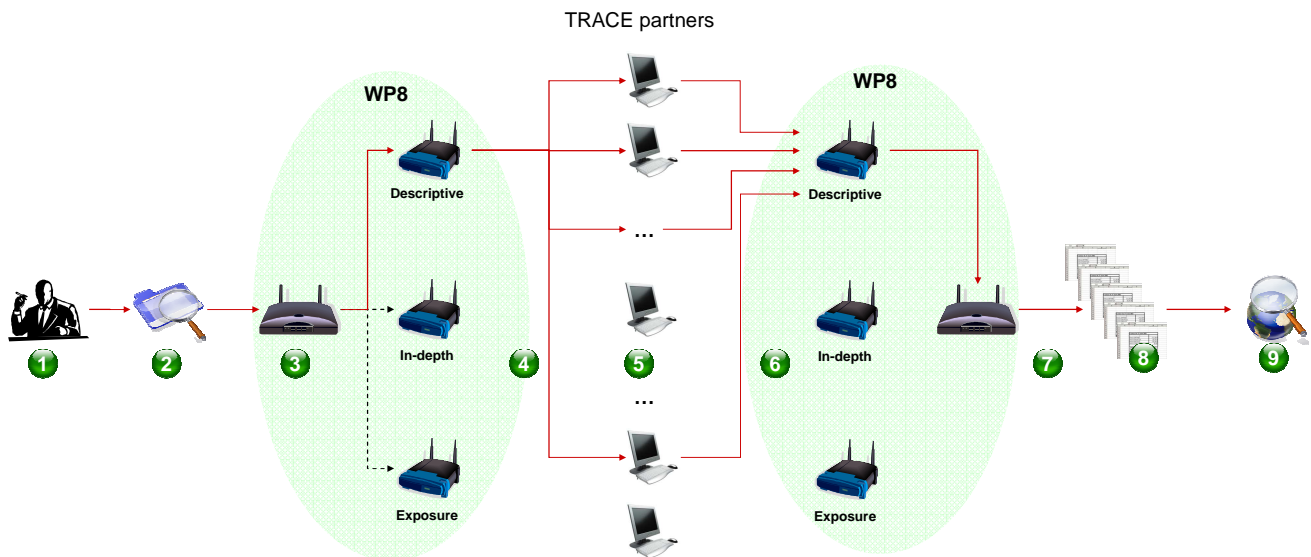 TRACE partners
WP8
WP8
Descriptive
Descriptive
...
In-depth
In-depth
1
2
3
4
5
6
7
8
9
...
Exposure
Exposure